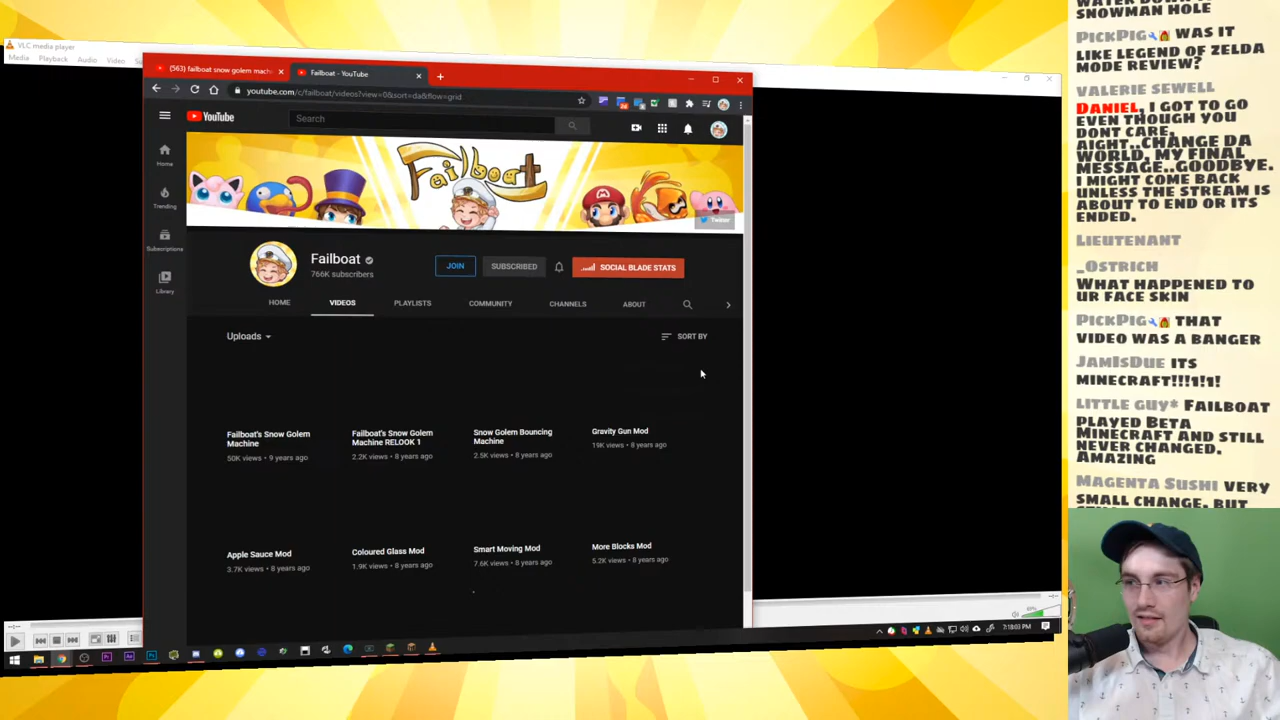 VLC media player
Media Playback Audio Video
(563) failboat snow golem mach
Failboat - YouTube
youtube.com/c/failboat/videos?view=0&sort=da&flow=grid
YouTube
Search
Home
Trending
Subscriptions
Library
Failboat
Twitter
Failboat
766K subscribers
JOIN
SUBSCRIBED
SOCIAL BLADE STATS
HOME
VIDEOS
PLAYLISTS
COMMUNITY
CHANNELS
ABOUT
Uploads
SORT BY
Failboat's Snow Golem
Machine
50K views • 9 years ago
Failboat's Snow Golem
Machine RELOOK 1
2.2K views • 8 years ago
Snow Golem Bouncing
Machine
2.5K views • 8 years ago
Gravity Gun Mod
19K views • 8 years ago
Apple Sauce Mod
3.7K views • 8 years ago
Coloured Glass Mod
1.9K views • 8 years ago
Smart Moving Mod
7.6K views • 8 years ago
More Blocks Mod
5.2K views • 8 years ago
7:18:03 PM
SNOWMAN HOLE
PICKPIG WAS IT
LIKE LEGEND OF ZELDA
MODE REVIEW?
VALERIE SEWELL
DANIEL, I GOT TO GO
EVEN THOUGH YOU
DONT CARE,
AIGHT..CHANGE DA
WORLD, MY FINAL
MESSAGE..GOODBYE.
I MIGHT COME BACK
UNLESS THE STREAM IS
ABOUT TO END OR ITS
ENDED.
LIEUTENANT
_OSTRICH
WHAT HAPPENED TO
UR FACE SKIN
PICKPIG THAT
VIDEO WAS A BANGER
JAMISDUE ITS
MINECRAFT!!!1!1!
LITTLE GUY* FAILBOAT
PLAYED BETA
MINECRAFT AND STILL
NEVER CHANGED.
AMAZING
MAGENTA SUSHI VERY
SMALL CHANGE, BUT